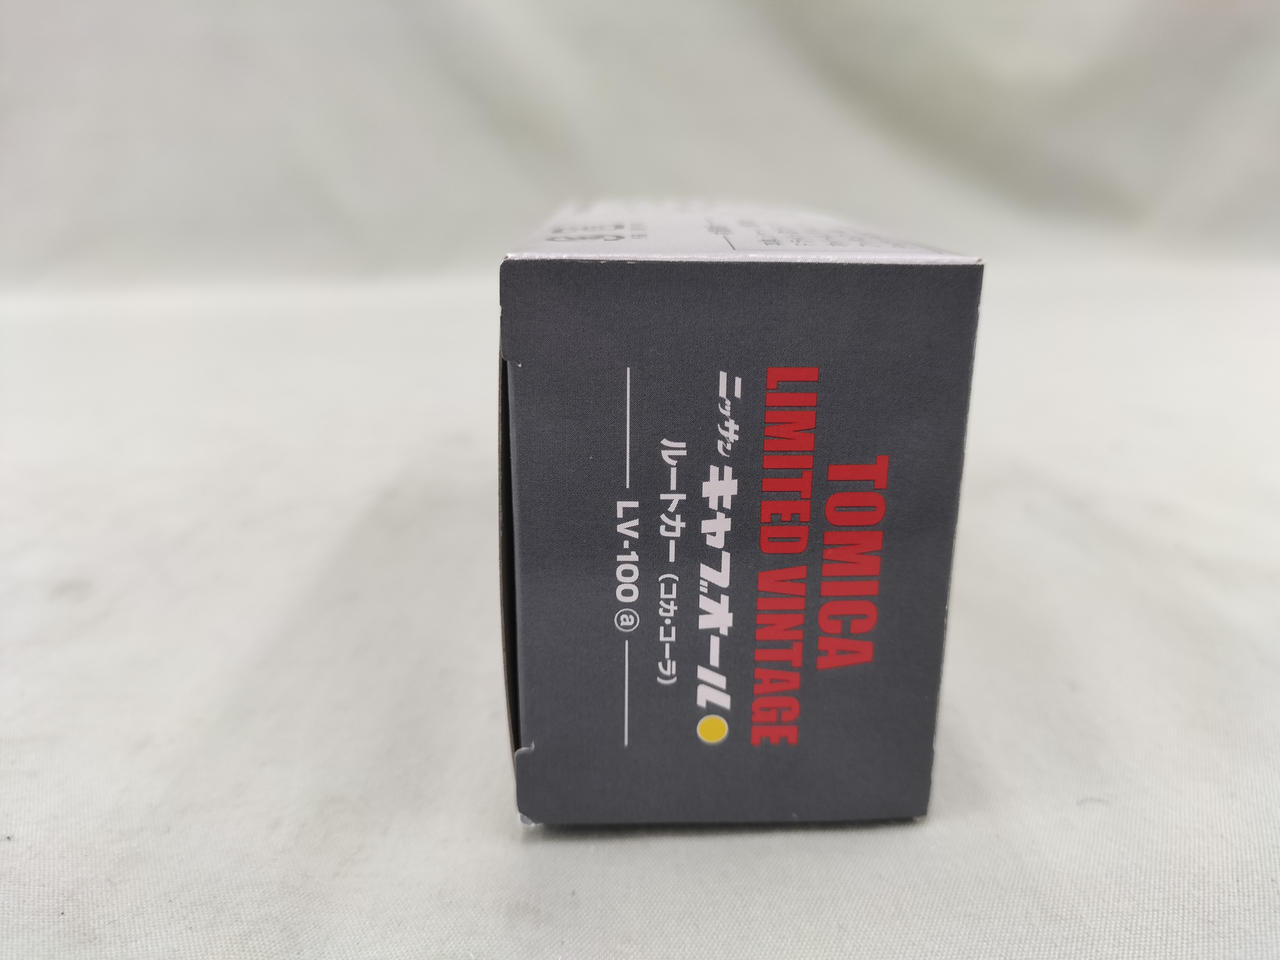 TOMICA
LIMITED VINTAGE
ニッサン キャブオール
ルートカー（コカ・コーラ）
LV-100 ⓐ